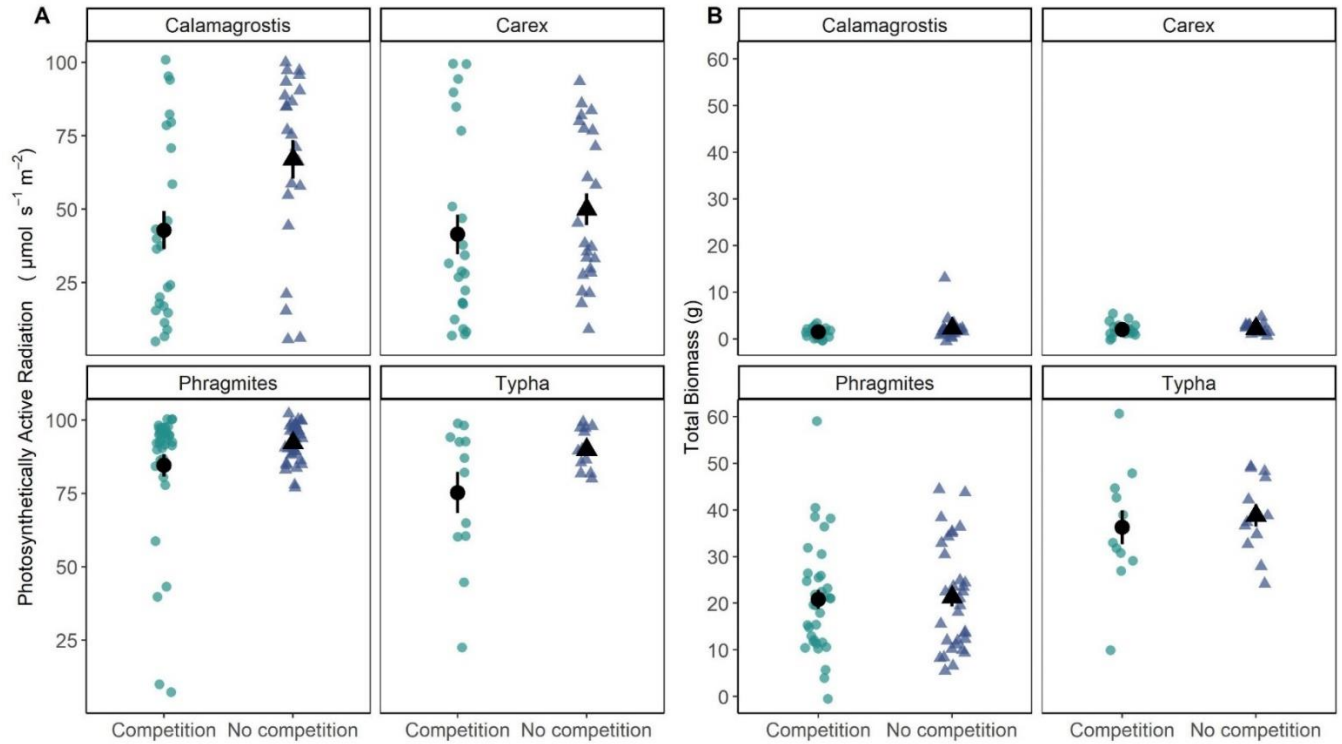 A
Calamagrostis
Carex
100
75
50
25
Phragmites
Typha
100
75
50
25
Competition No competition Competition No competition
Photosynthetically Active Radiation ( μmol s⁻¹ m⁻²)
B
Calamagrostis
Carex
60
50
40
30
20
10
0
Phragmites
Typha
60
50
40
30
20
10
0
Competition No competition Competition No competition
Total Biomass (g)